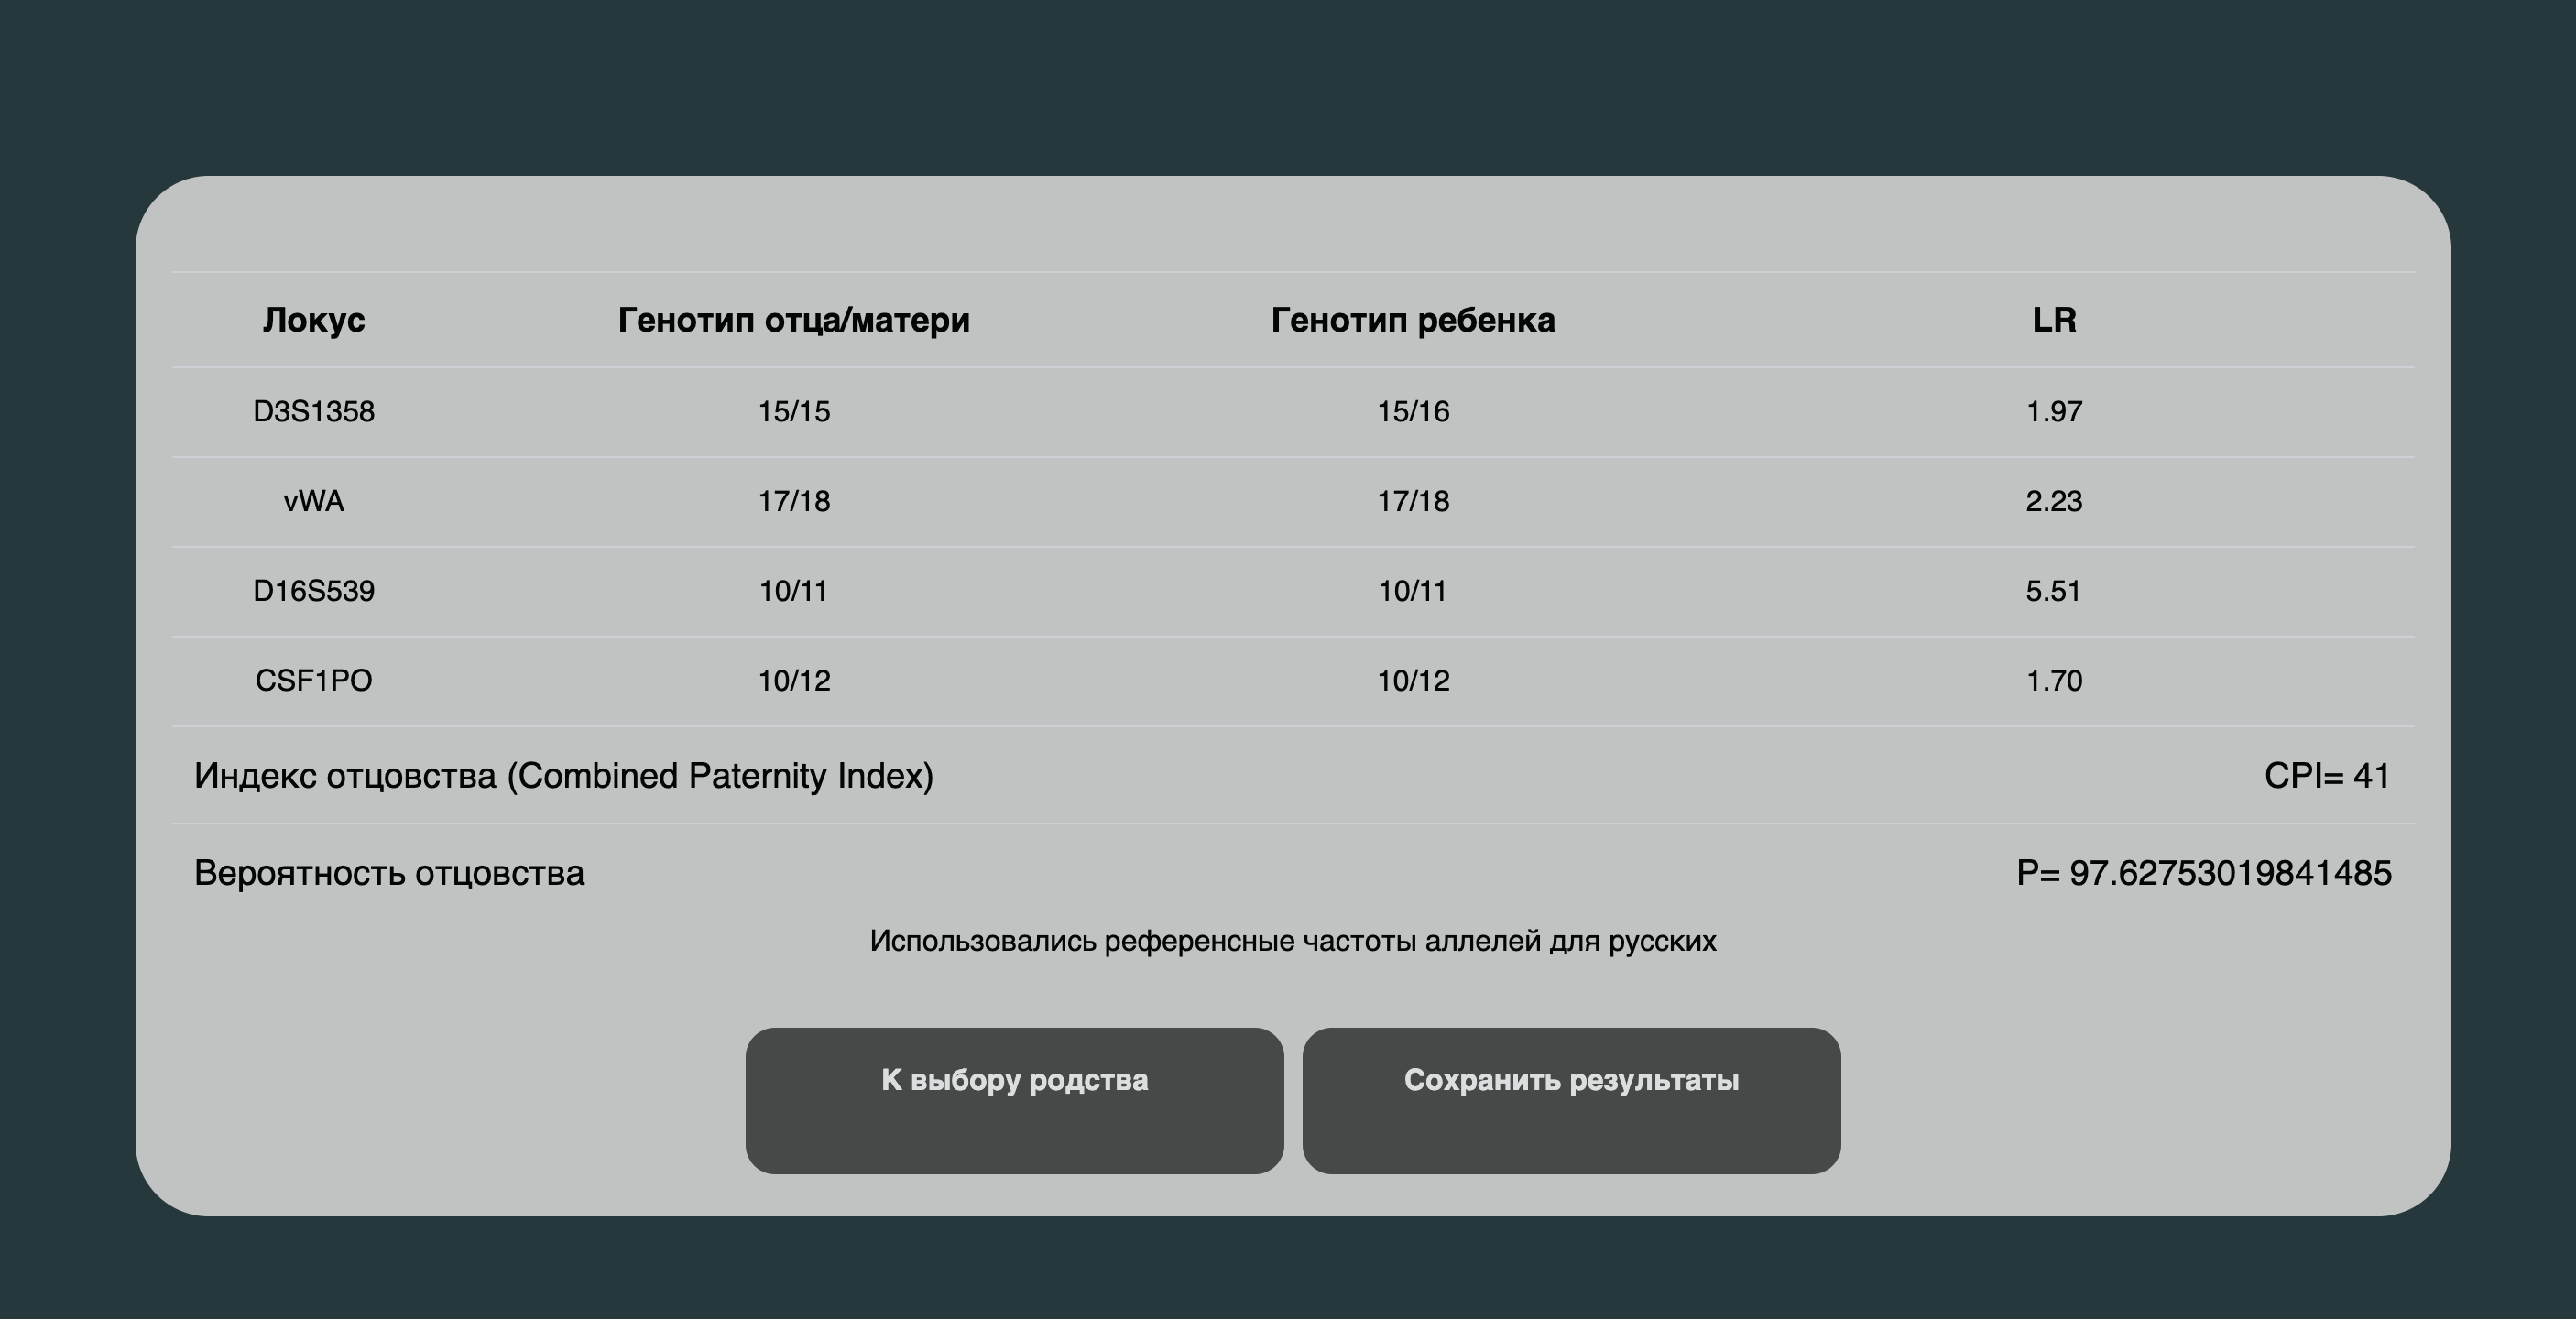 Локус Генотип отца/матери Генотип ребенка LR
D3S1358 15/15 15/16 1.97
vWA 17/18 17/18 2.23
D16S539 10/11 10/11 5.51
CSF1PO 10/12 10/12 1.70
Индекс отцовства (Combined Paternity Index) CPI= 41
Вероятность отцовства P= 97.62753019841485
Использовались референсные частоты аллелей для русских
К выбору родства Сохранить результаты